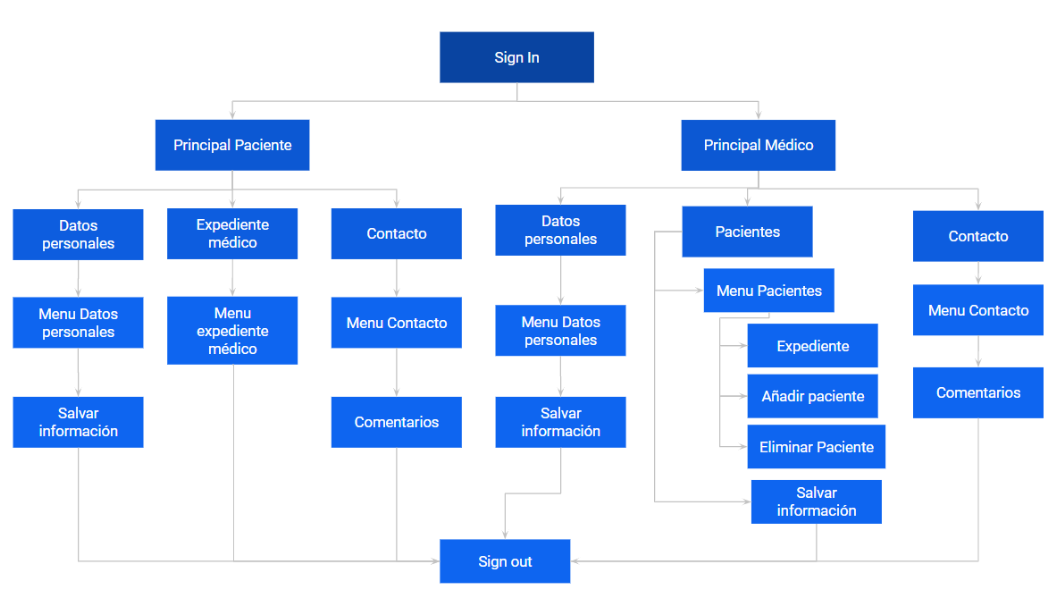 Sign In
Principal Paciente
Principal Médico
Datos
personales
Expediente
médico
Contacto
Datos
personales
Pacientes
Contacto
Menu Datos
personales
Menu
expediente
médico
Menu Contacto
Menu Datos
personales
Menu Pacientes
Menu Contacto
Expediente
Añadir paciente
Eliminar Paciente
Salvar
información
Comentarios
Salvar
información
Salvar
información
Comentarios
Sign out